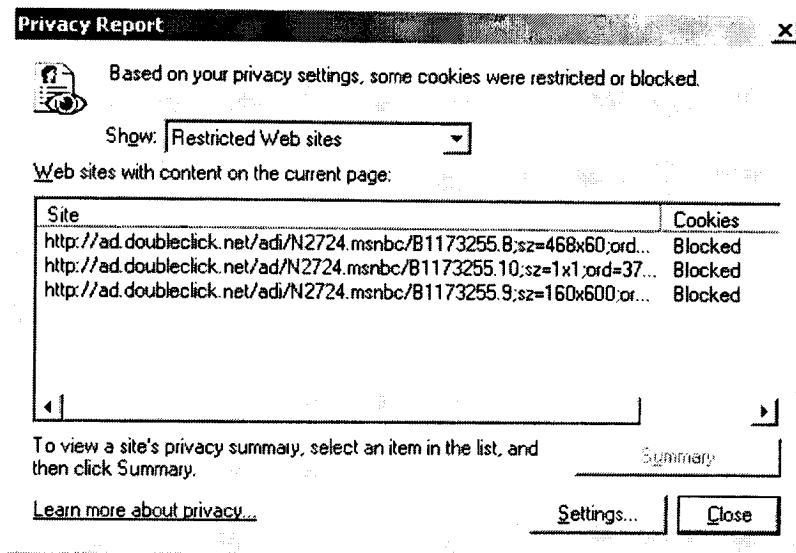 Privacy Report
Based on your privacy settings, some cookies were restricted or blocked.
Show: Restricted Web sites
Web sites with content on the current page:
Site Cookies
http://ad.doubleclick.net/adi/N2724.msnbc/B1173255.8;sz=468x60;ord... Blocked
http://ad.doubleclick.net/ad/N2724.msnbc/B1173255.10;sz=1x1;ord=37... Blocked
http://ad.doubleclick.net/adi/N2724.msnbc/B1173255.9;sz=160x600;or... Blocked
To view a site's privacy summary, select an item in the list, and
then click Summary.
Summary
Learn more about privacy...
Settings...
Close